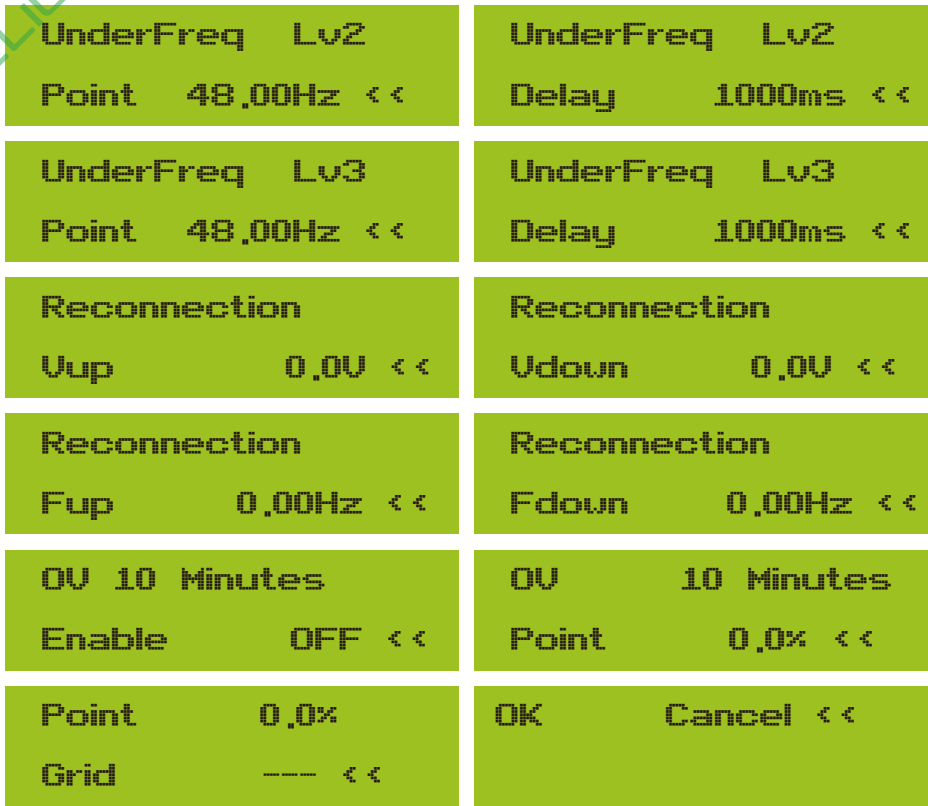 UnderFreq Lv2
Point 48.00Hz <<
UnderFreq Lv2
Delay 1000ms <<
UnderFreq Lv3
Point 48.00Hz <<
UnderFreq Lv3
Delay 1000ms <<
Reconnection
Vup 0.0V <<
Reconnection
Vdown 0.0V <<
Reconnection
Fup 0.00Hz <<
Reconnection
Fdown 0.00Hz <<
OV 10 Minutes
Enable OFF <<
OV 10 Minutes
Point 0.0% <<
Point 0.0%
Grid --- <<
OK Cancel <<